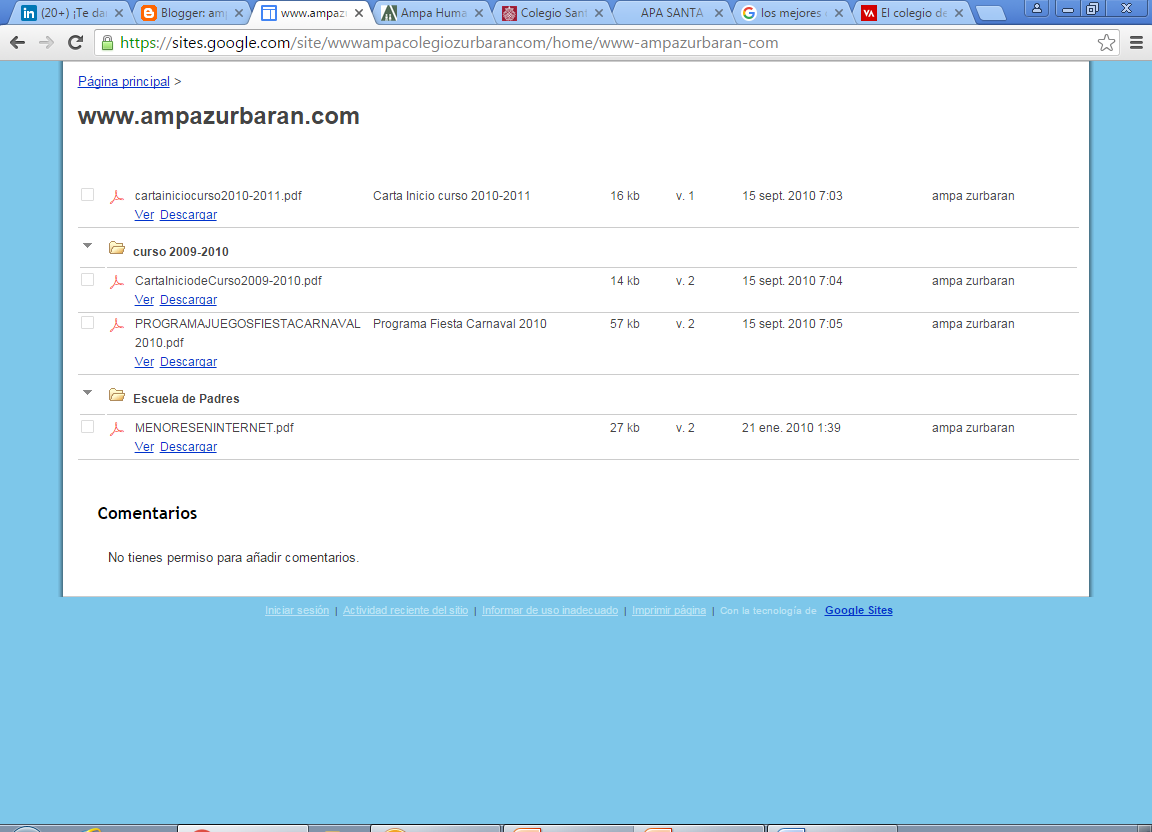 (20+) ¡Te da
Blogger: am
www.ampaz
Ampa Huma
Colegio San
APA SANTA
los mejores
El colegio de
https://sites.google.com/site/wwwampacolegiozurbarancom/home/www-ampazurbaran-com
Página principal >
www.ampazurbaran.com
cartainiciocurso2010-2011.pdf Carta Inicio curso 2010-2011 16 kb v. 1 15 sept. 2010 7:03 ampa zurbaran
Ver Descargar
curso 2009-2010
CartaIniciodeCurso2009-2010.pdf 14 kb v. 2 15 sept. 2010 7:04 ampa zurbaran
Ver Descargar
PROGRAMAJUEGOSFIESTACARNAVAL Programa Fiesta Carnaval 2010 57 kb v. 2 15 sept. 2010 7:05 ampa zurbaran
2010.pdf
Ver Descargar
Escuela de Padres
MENORESENINTERNET.pdf 27 kb v. 2 21 ene. 2010 1:39 ampa zurbaran
Ver Descargar
Comentarios
No tienes permiso para añadir comentarios.
Iniciar sesión | Actividad reciente del sitio | Informar de uso inadecuado | Imprimir página | Con la tecnología de Google Sites